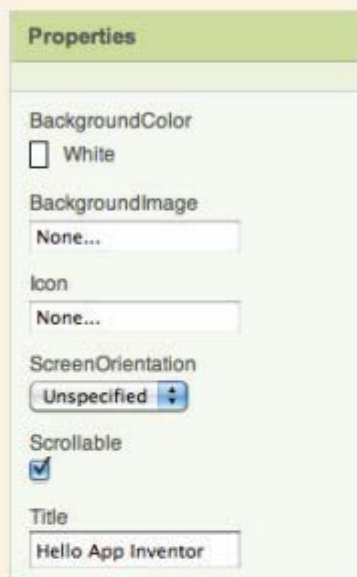 Properties
BackgroundColor
White
BackgroundImage
None...
Icon
None...
ScreenOrientation
Unspecified
Scrollable
Title
Hello App Inventor